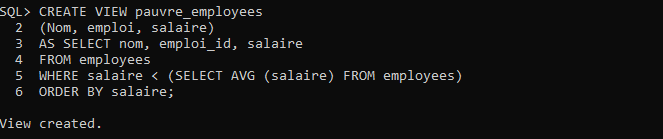 SQL> CREATE VIEW pauvre_employees
2 (Nom, emploi, salaire)
3 AS SELECT nom, emploi_id, salaire
4 FROM employees
5 WHERE salaire < (SELECT AVG (salaire) FROM employees)
6 ORDER BY salaire;
View created.